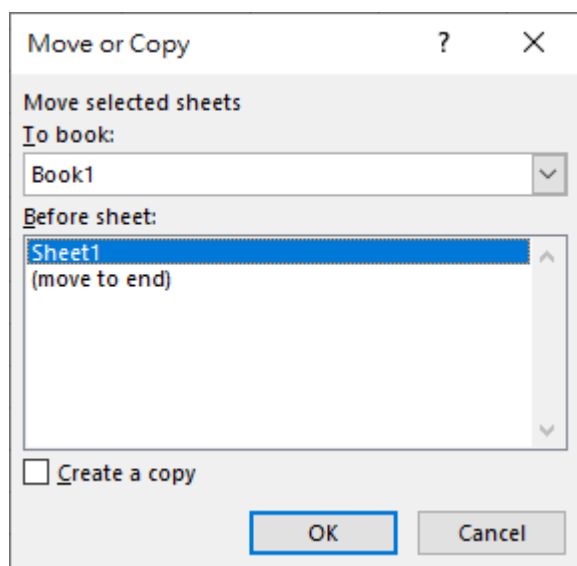 Move or Copy ?
Move selected sheets
To book:
Book1
Before sheet:
Sheet1
(move to end)
Create a copy
OK Cancel